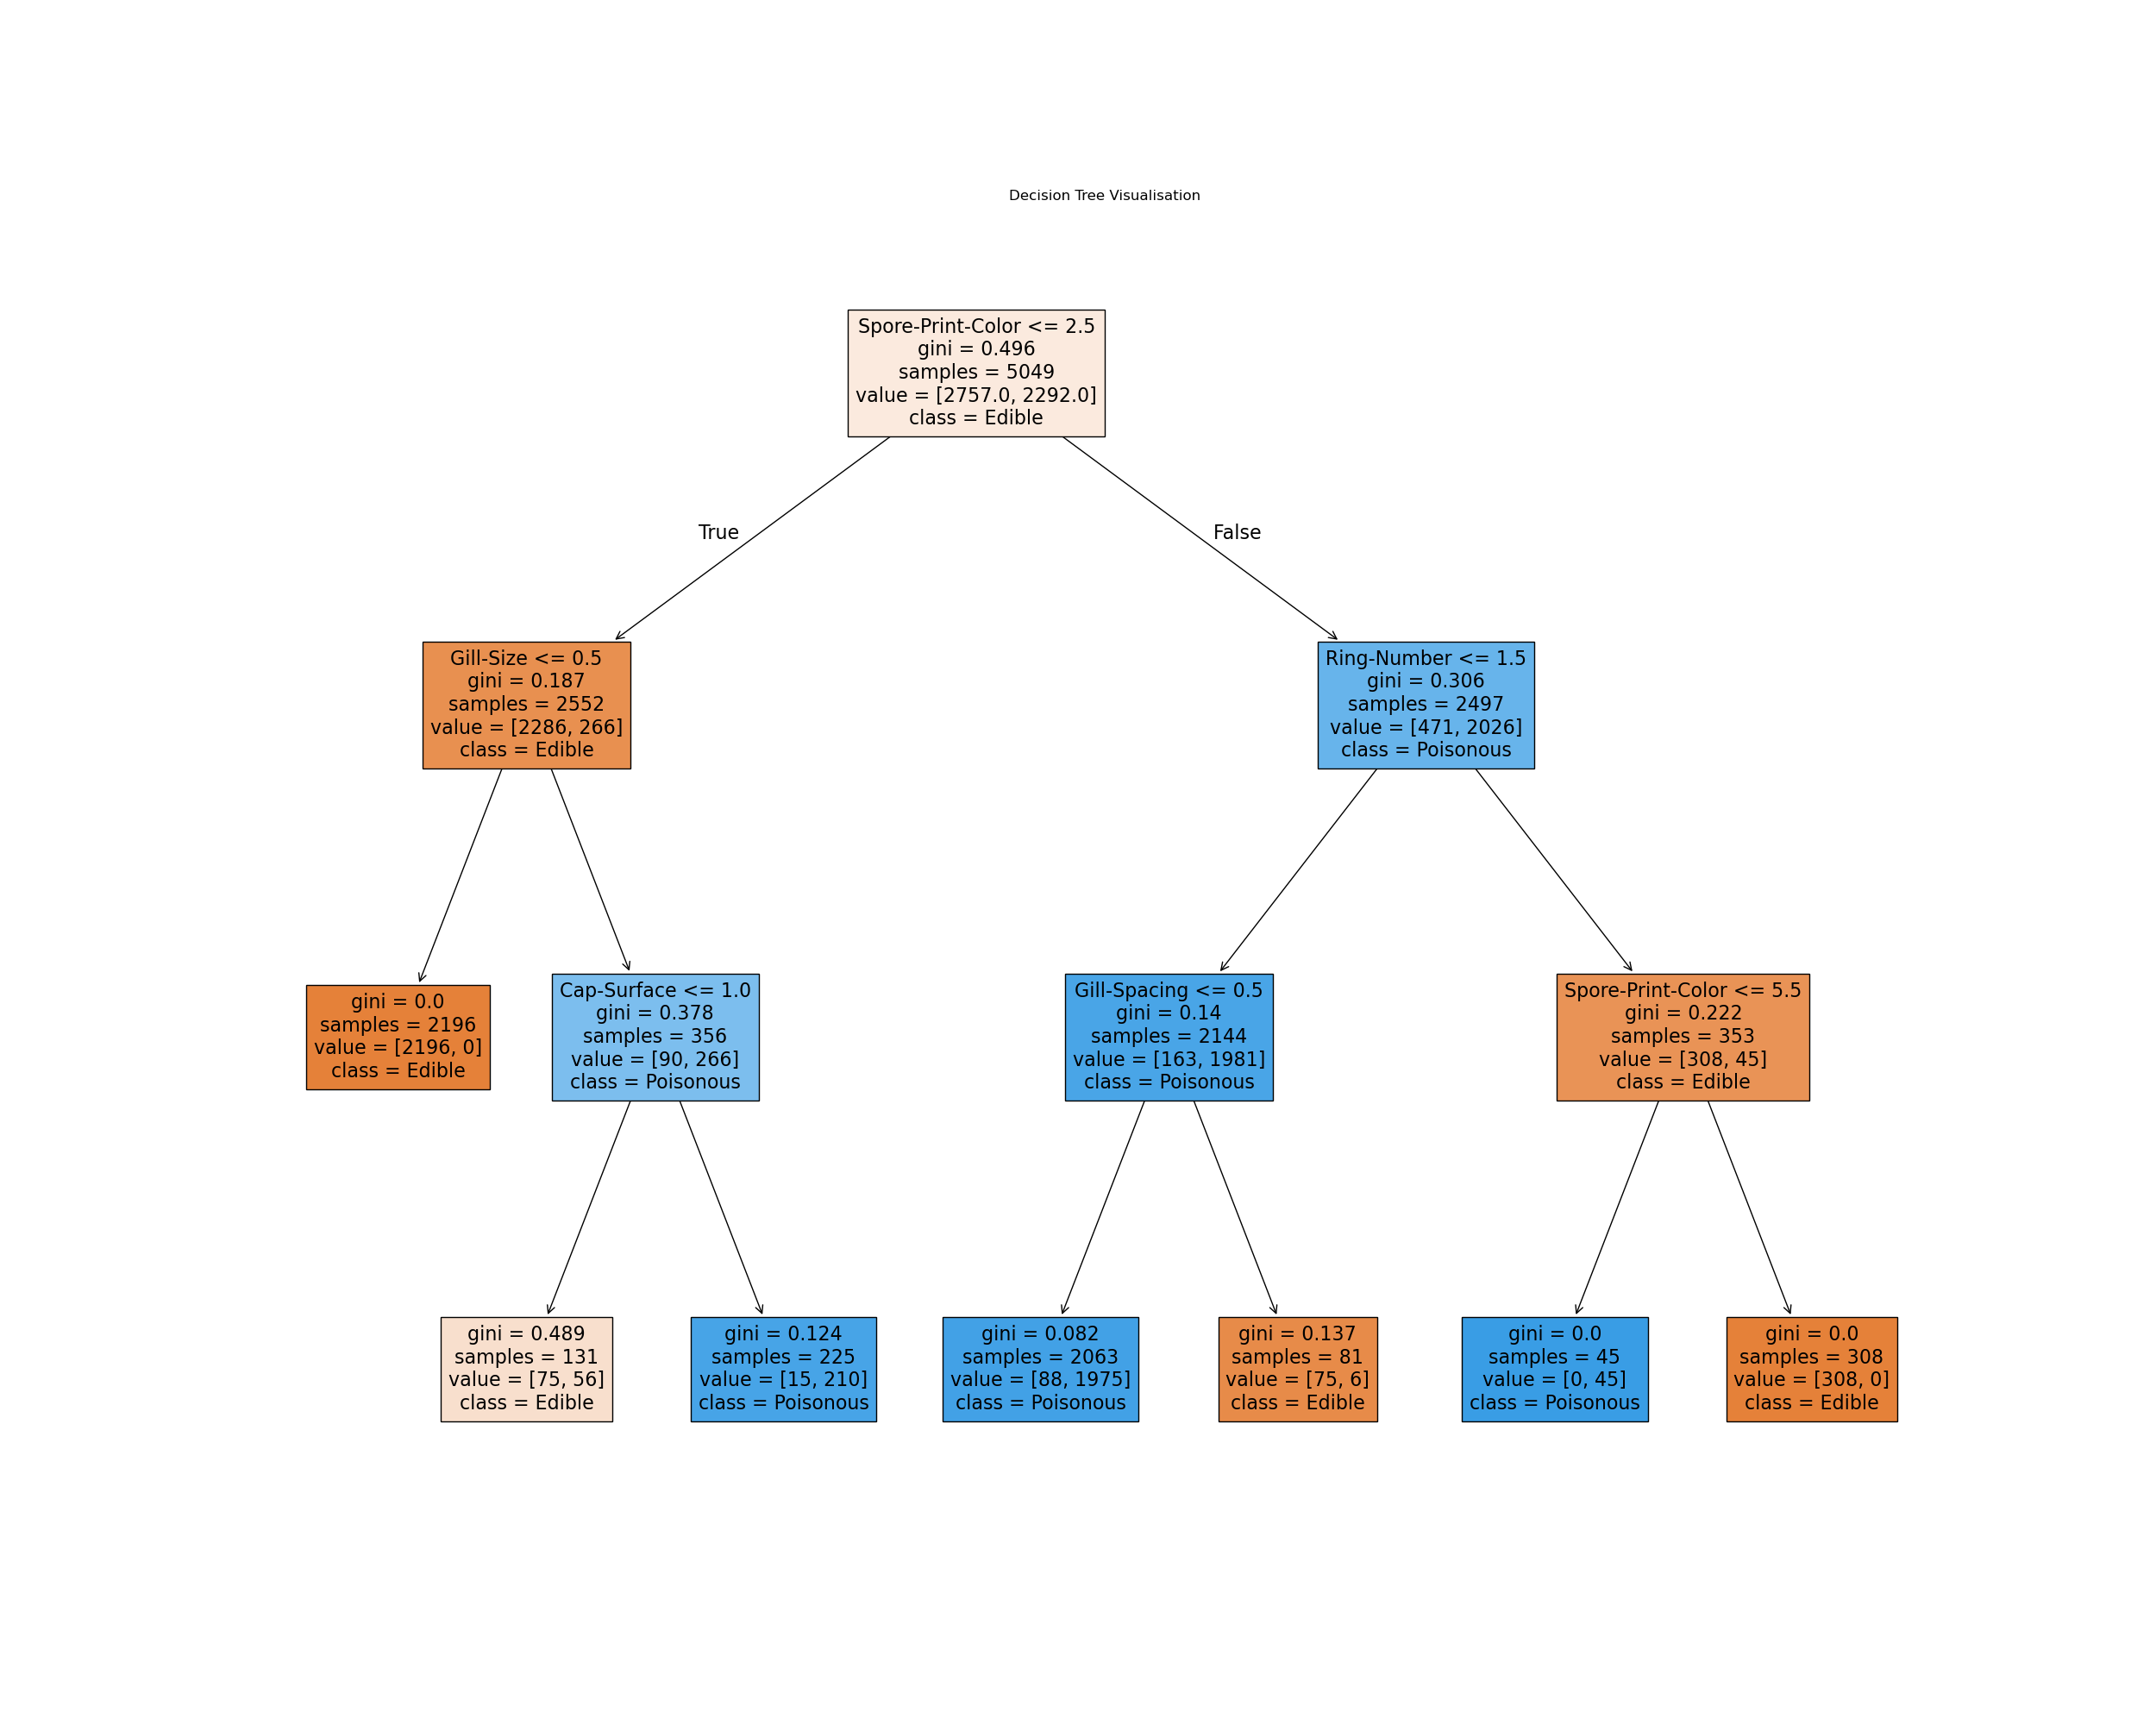 Decision Tree Visualisation
Spore-Print-Color <= 2.5
gini = 0.496
samples = 5049
value = [2757.0, 2292.0]
class = Edible
True
False
Gill-Size <= 0.5
gini = 0.187
samples = 2552
value = [2286, 266]
class = Edible
Ring-Number <= 1.5
gini = 0.306
samples = 2497
value = [471, 2026]
class = Poisonous
gini = 0.0
samples = 2196
value = [2196, 0]
class = Edible
Cap-Surface <= 1.0
gini = 0.378
samples = 356
value = [90, 266]
class = Poisonous
Gill-Spacing <= 0.5
gini = 0.14
samples = 2144
value = [163, 1981]
class = Poisonous
Spore-Print-Color <= 5.5
gini = 0.222
samples = 353
value = [308, 45]
class = Edible
gini = 0.489
samples = 131
value = [75, 56]
class = Edible
gini = 0.124
samples = 225
value = [15, 210]
class = Poisonous
gini = 0.082
samples = 2063
value = [88, 1975]
class = Poisonous
gini = 0.137
samples = 81
value = [75, 6]
class = Edible
gini = 0.0
samples = 45
value = [0, 45]
class = Poisonous
gini = 0.0
samples = 308
value = [308, 0]
class = Edible